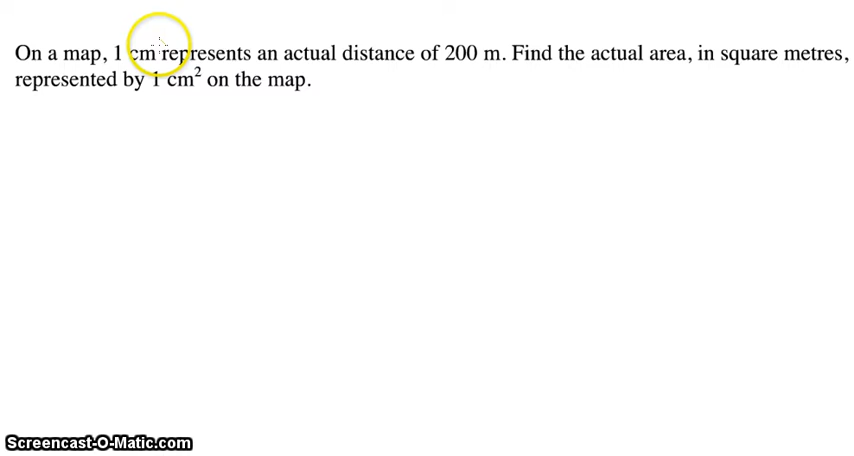 On a map, 1 cm represents an actual distance of 200 m. Find the actual area, in square metres,
represented by 1 cm² on the map.
Screencast-O-Matic.com